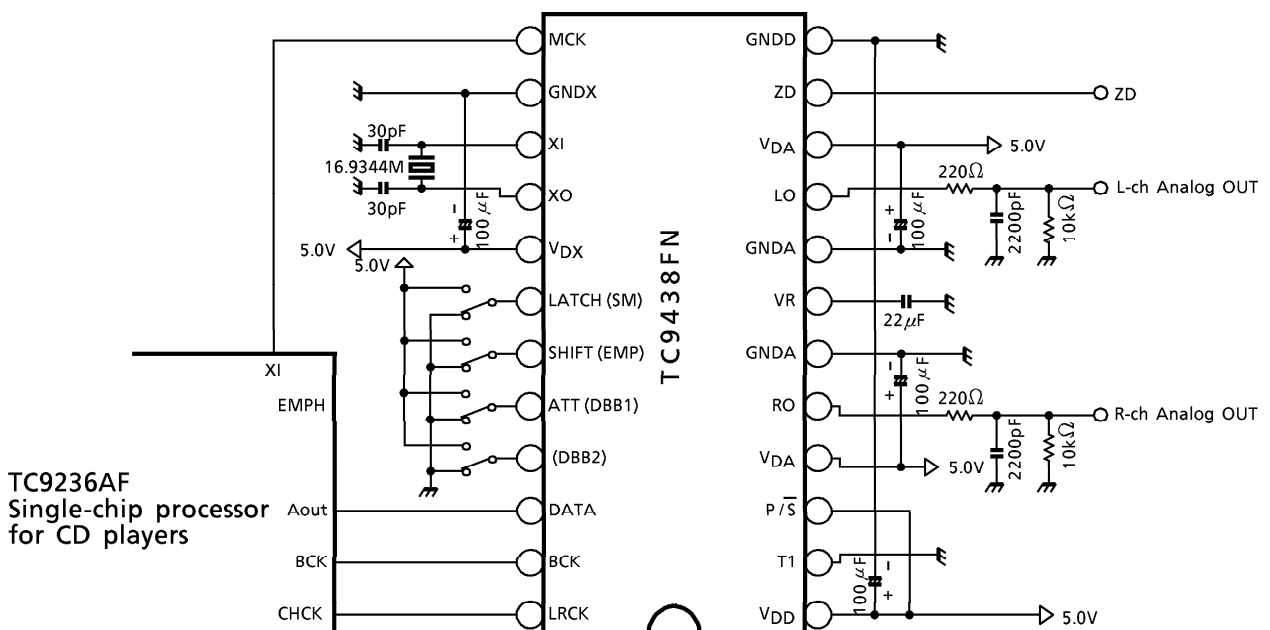 MCK
GNDX
XI
XO
VDX
LATCH (SM)
SHIFT (EMP)
ATT (DBB1)
(DBB2)
DATA
BCK
LRCK
30pF
16.9344M
30pF
-
100μF
+
5.0V
5.0V
TC9438FN
GNDD
ZD
VDA
LO
GNDA
VR
GNDA
RO
VDA
P/S̅
T1
VDD
ZD
5.0V
220Ω
L-ch Analog OUT
+
100μF
-
2200pF
10kΩ
22μF
-
100μF
+
220Ω
R-ch Analog OUT
2200pF
10kΩ
5.0V
100μF
-
+
5.0V
XI
EMPH
Aout
BCK
CHCK
TC9236AF
Single-chip processor
for CD players